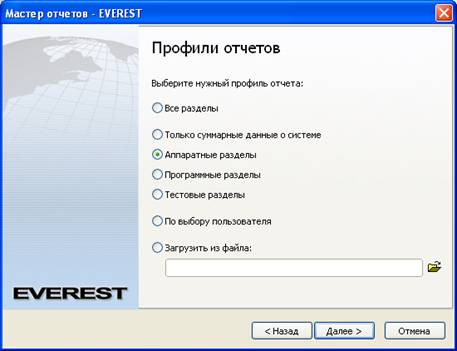 Мастер отчетов - EVEREST
Профили отчетов
Выберите нужный профиль отчета:
Все разделы
Только суммарные данные о системе
Аппаратные разделы
Программные разделы
Тестовые разделы
По выбору пользователя
Загрузить из файла:
EVEREST
< Назад
Далее >
Отмена